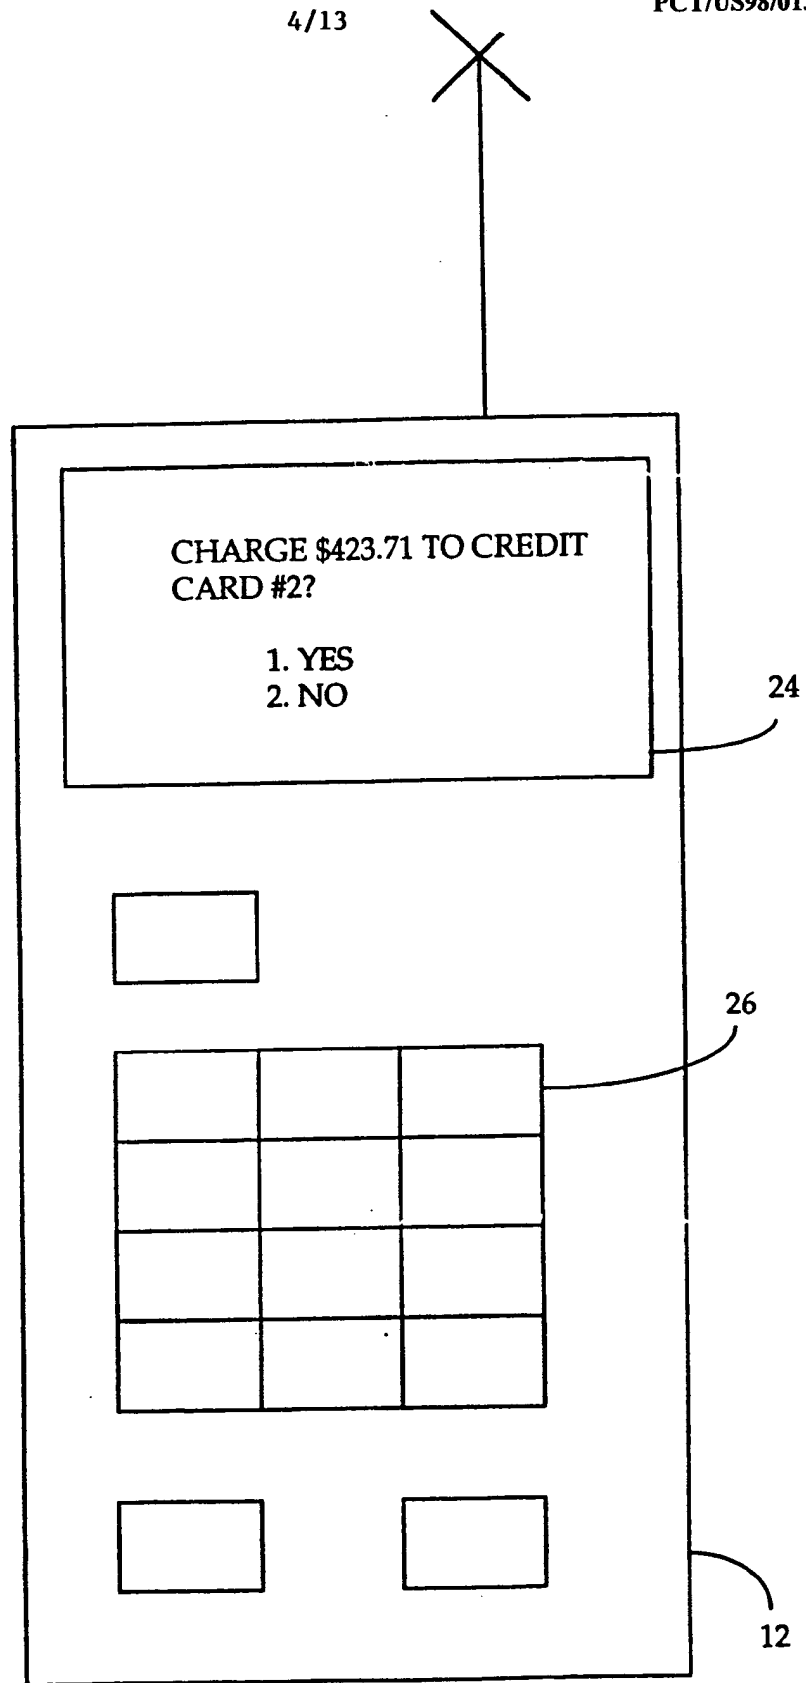 4/13
CHARGE $423.71 TO CREDIT
CARD #2?
1. YES
2. NO
24
26
12